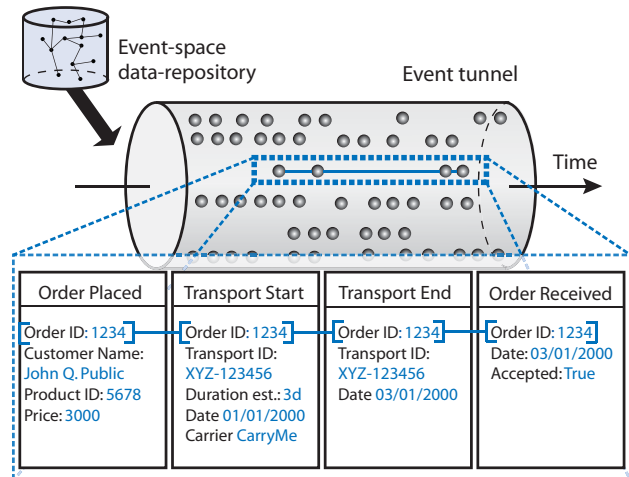 Event-space
data-repository
Event tunnel
Time
Order Placed
Order ID: 1234
Customer Name:
John Q. Public
Product ID: 5678
Price: 3000
Transport Start
Order ID: 1234
Transport ID:
XYZ-123456
Duration est.: 3d
Date 01/01/2000
Carrier CarryMe
Transport End
Order ID: 1234
Transport ID:
XYZ-123456
Date 03/01/2000
Order Received
Order ID: 1234
Date: 03/01/2000
Accepted: True